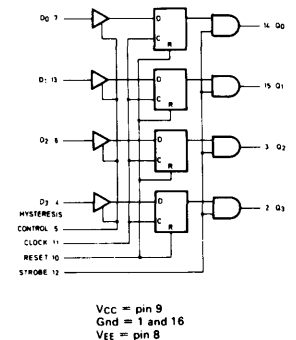 D0 7
D
C
R
14 Q0
D1 13
D
C
R
15 Q1
D2 6
D
C
R
3 Q2
D3 4
D
C
R
2 Q3
HYSTERESIS
CONTROL 5
CLOCK 11
RESET 10
STROBE 12
VCC = pin 9
Gnd = 1 and 16
VEE = pin 8